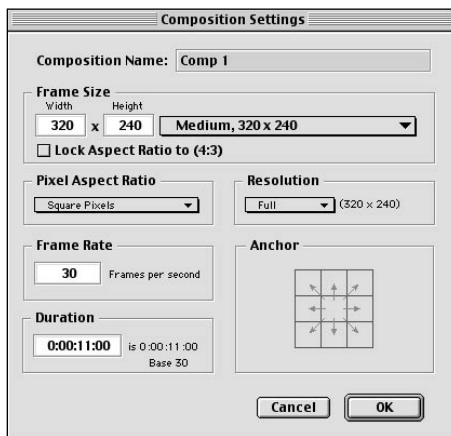 Composition Settings
Composition Name: Comp 1
Frame Size
Width Height
320 x 240 Medium, 320 x 240
Lock Aspect Ratio to (4:3)
Pixel Aspect Ratio
Square Pixels
Resolution
Full (320 x 240)
Frame Rate
30 Frames per second
Anchor
Duration
0:00:11:00 is 0:00:11:00
Base 30
Cancel OK